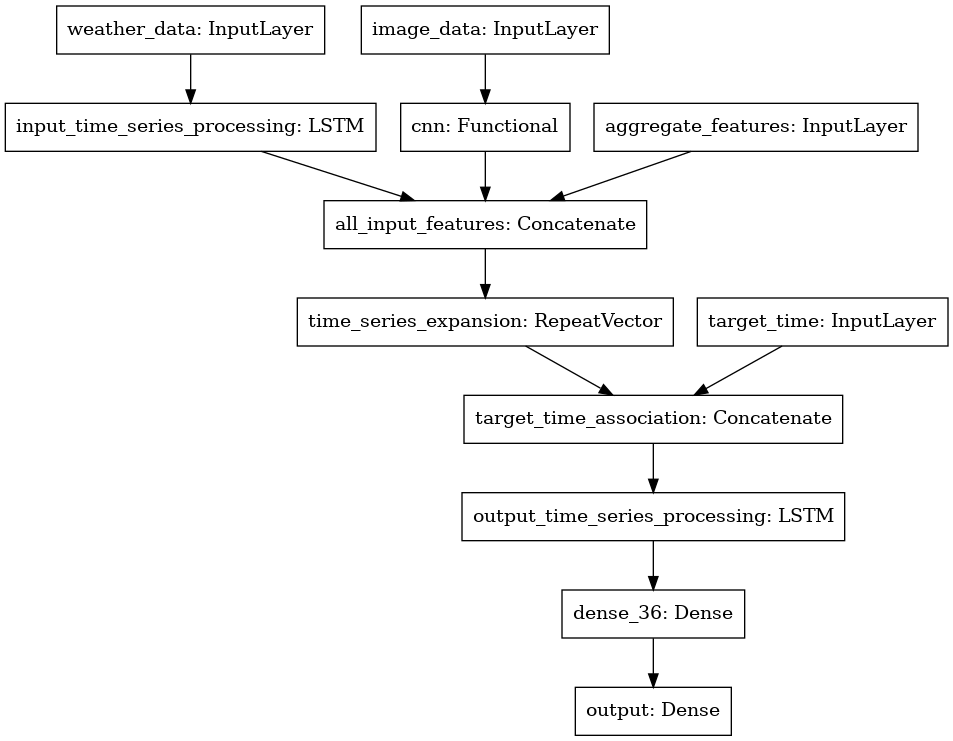 weather_data: InputLayer
image_data: InputLayer
input_time_series_processing: LSTM
cnn: Functional
aggregate_features: InputLayer
all_input_features: Concatenate
time_series_expansion: RepeatVector
target_time: InputLayer
target_time_association: Concatenate
output_time_series_processing: LSTM
dense_36: Dense
output: Dense